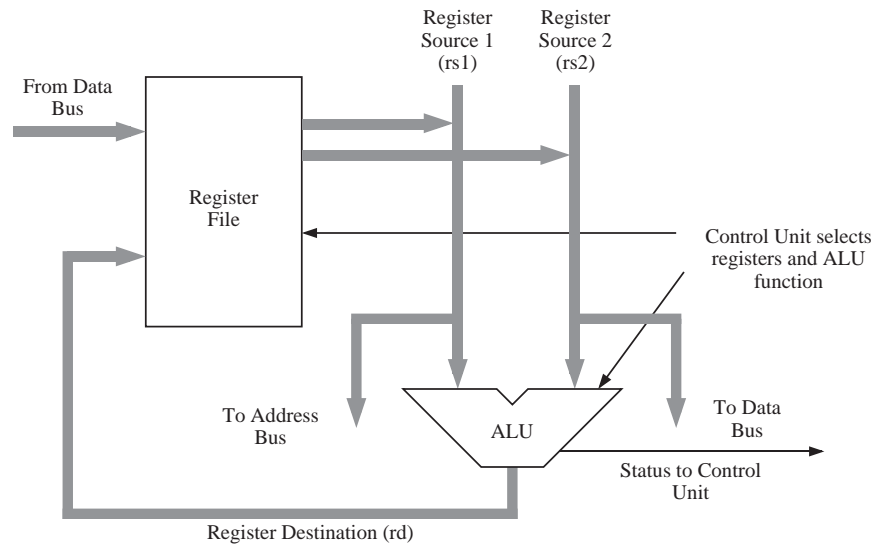 Register
Source 1
(rs1)
Register
Source 2
(rs2)
From Data
Bus
Register
File
Control Unit selects
registers and ALU
function
To Address
Bus
ALU
To Data
Bus
Status to Control
Unit
Register Destination (rd)